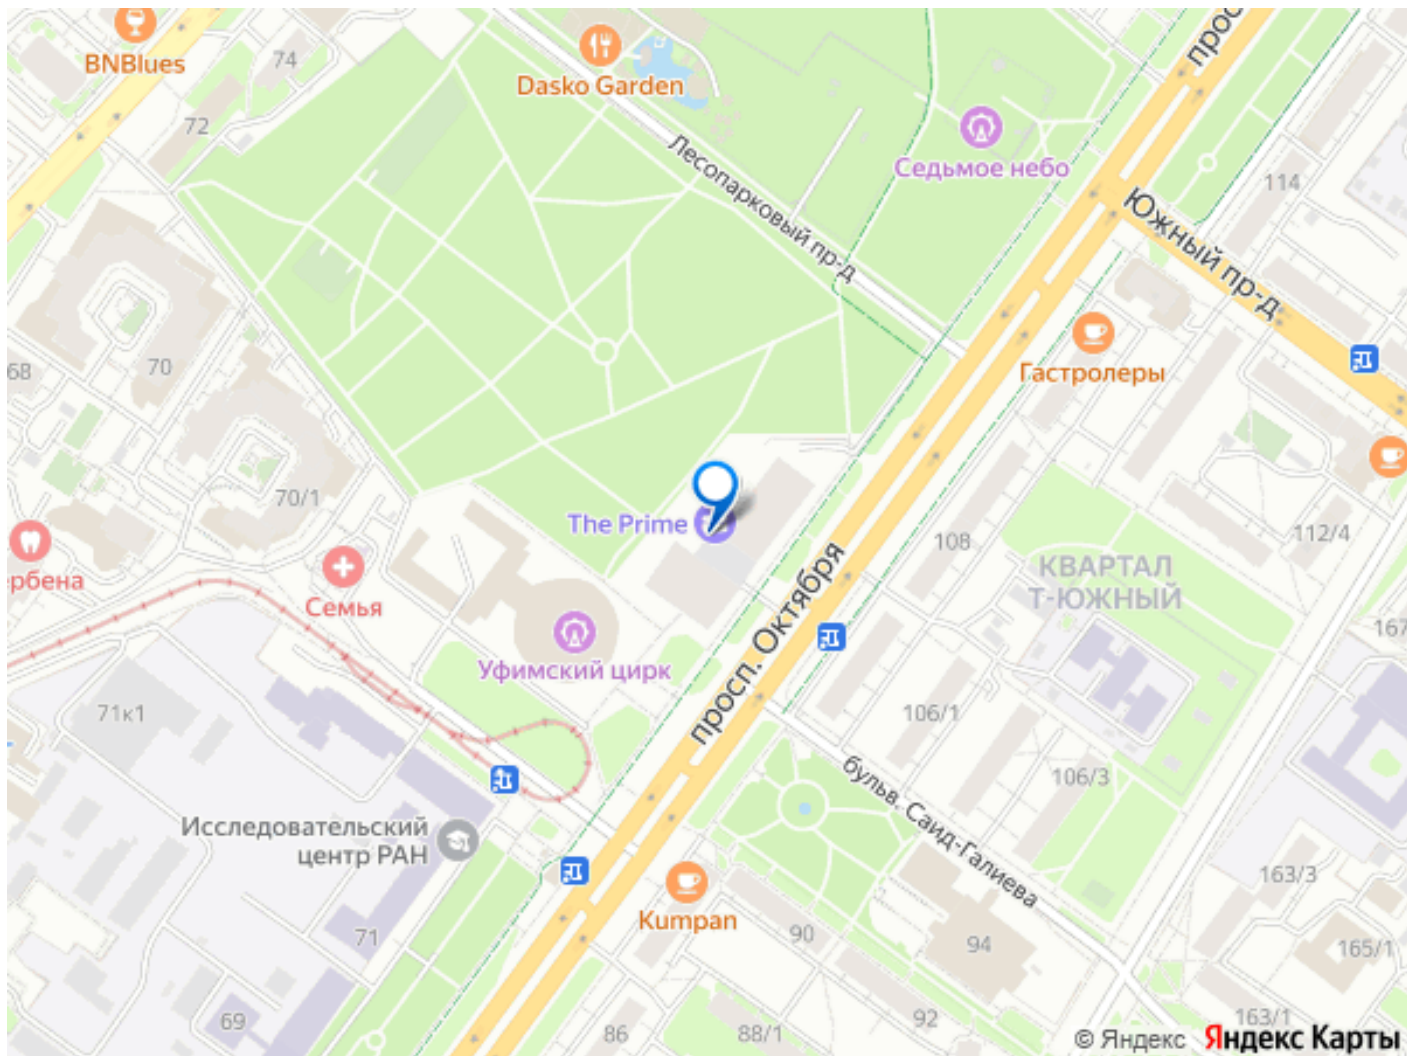 BNBlues
74
72
Dasko Garden
Седьмое небо
Лесопарковый пр-д
114
Южный пр-д
Гастролеры
68
70
70/1
The Prime
108
КВАРТАЛ
Т-ЮЖНЫЙ
112/4
рбена
Семья
Уфимский цирк
просп. Октября
167
71к1
106/1
106/3
бульв. Саид-Галиева
Исследовательский
центр РАН
163/3
Kumpan
71
90
94
165/1
69
86
88/1
92
163/1
© Яндекс Яндекс Карты